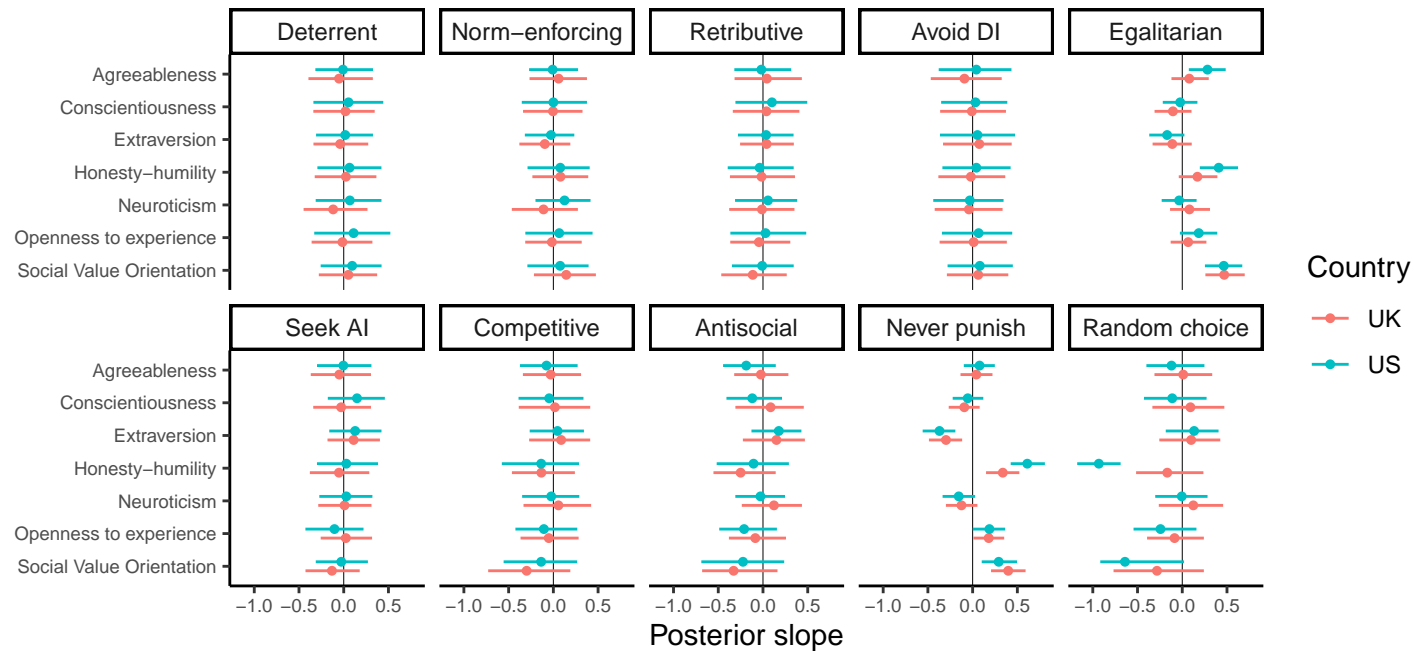 Deterrent Norm−enforcing Retributive Avoid DI Egalitarian
Agreeableness
Conscientiousness
Extraversion
Honesty−humility
Neuroticism
Openness to experience
Social Value Orientation
Seek AI Competitive Antisocial Never punish Random choice
Agreeableness
Conscientiousness
Extraversion
Honesty−humility
Neuroticism
Openness to experience
Social Value Orientation
−1.0 −0.5 0.0 0.5 −1.0 −0.5 0.0 0.5 −1.0 −0.5 0.0 0.5 −1.0 −0.5 0.0 0.5 −1.0 −0.5 0.0 0.5
Posterior slope
Country
UK
US